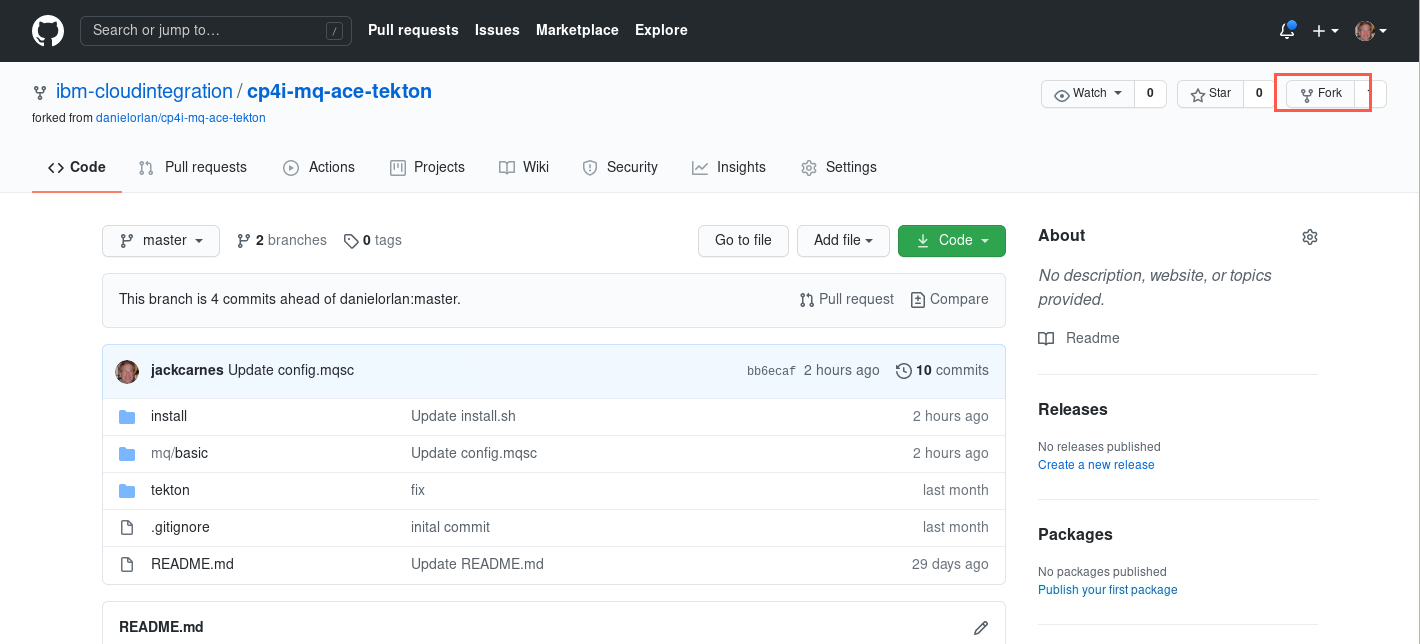 Search or jump to… / Pull requests Issues Marketplace Explore
ibm-cloudintegration / cp4i-mq-ace-tekton Watch 0 Star 0 Fork
forked from danielorlan/cp4i-mq-ace-tekton
Code Pull requests Actions Projects Wiki Security Insights Settings
master 2 branches 0 tags Go to file Add file Code
About
No description, website, or topics
provided.
Readme
This branch is 4 commits ahead of danielorlan:master. Pull request Compare
jackcarnes Update config.mqsc bb6ecaf 2 hours ago 10 commits
install Update install.sh 2 hours ago
mq/basic Update config.mqsc 2 hours ago
tekton fix last month
.gitignore inital commit last month
README.md Update README.md 29 days ago
Releases
No releases published
Create a new release
Packages
No packages published
Publish your first package
README.md